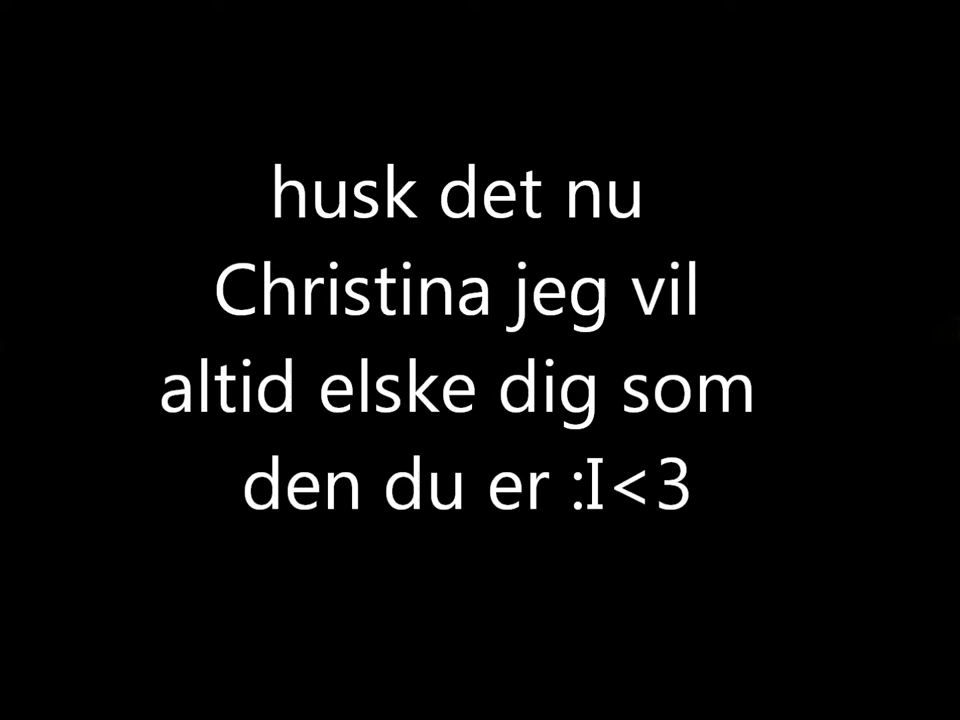 husk det nu
Christina jeg vil
altid elske dig som
den du er :I<3